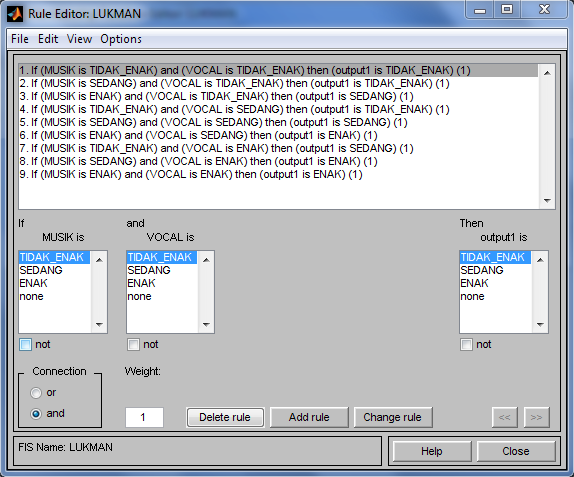 Rule Editor: LUKMAN
File Edit View Options
1. If (MUSIK is TIDAK_ENAK) and (VOCAL is TIDAK_ENAK) then (output1 is TIDAK_ENAK) (1)
2. If (MUSIK is SEDANG) and (VOCAL is TIDAK_ENAK) then (output1 is TIDAK_ENAK) (1)
3. If (MUSIK is ENAK) and (VOCAL is TIDAK_ENAK) then (output1 is SEDANG) (1)
4. If (MUSIK is TIDAK_ENAK) and (VOCAL is SEDANG) then (output1 is TIDAK_ENAK) (1)
5. If (MUSIK is SEDANG) and (VOCAL is SEDANG) then (output1 is SEDANG) (1)
6. If (MUSIK is ENAK) and (VOCAL is SEDANG) then (output1 is ENAK) (1)
7. If (MUSIK is TIDAK_ENAK) and (VOCAL is ENAK) then (output1 is SEDANG) (1)
8. If (MUSIK is SEDANG) and (VOCAL is ENAK) then (output1 is ENAK) (1)
9. If (MUSIK is ENAK) and (VOCAL is ENAK) then (output1 is ENAK) (1)
If
MUSIK is
TIDAK_ENAK
SEDANG
ENAK
none
not
and
VOCAL is
TIDAK_ENAK
SEDANG
ENAK
none
not
Then
output1 is
TIDAK_ENAK
SEDANG
ENAK
none
not
Connection
or
and
Weight:
1
Delete rule
Add rule
Change rule
<<
>>
FIS Name: LUKMAN
Help
Close